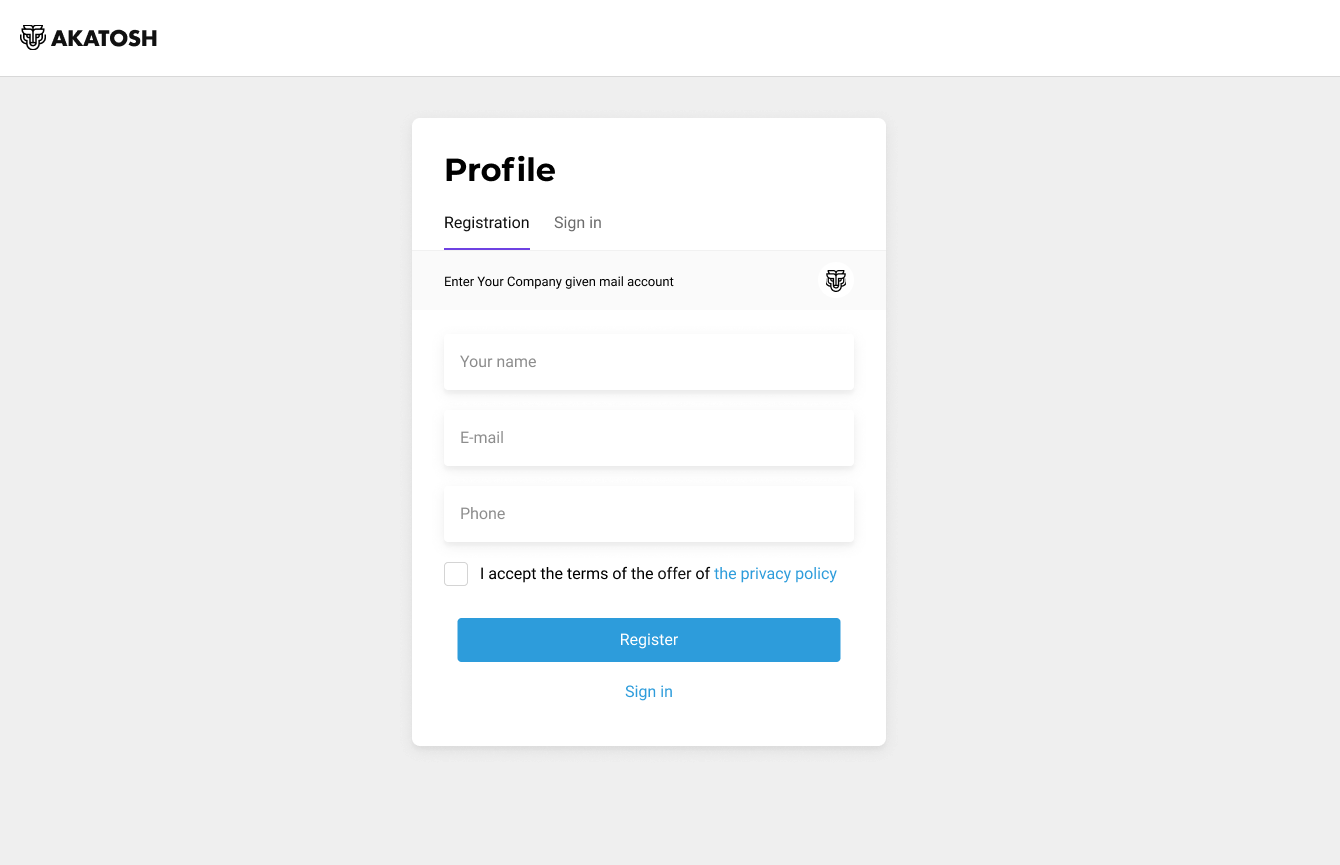 AKATOSH
Profile
Registration Sign in
Enter Your Company given mail account
Your name
E-mail
Phone
I accept the terms of the offer of the privacy policy
Register
Sign in